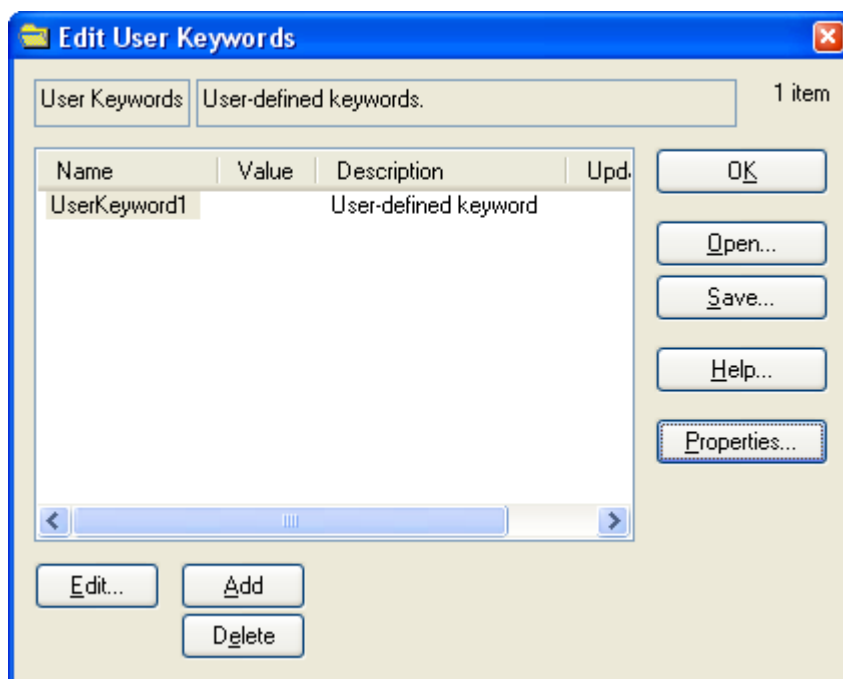 Edit User Keywords
User Keywords User-defined keywords. 1 item
Name Value Description Upd
UserKeyword1 User-defined keyword
OK
Open...
Save...
Help...
Properties...
Edit... Add
Delete